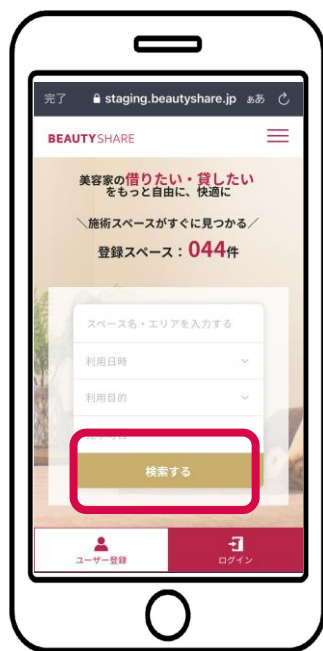 完了 staging.beautyshare.jp ぁあ
BEAUTYSHARE
美容家の借りたい・貸したい
をもっと自由に、快適に
＼施術スペースがすぐに見つかる／
登録スペース：044件
スペース名・エリアを入力する
利用日時
利用目的
検索する
ユーザー登録 ログイン